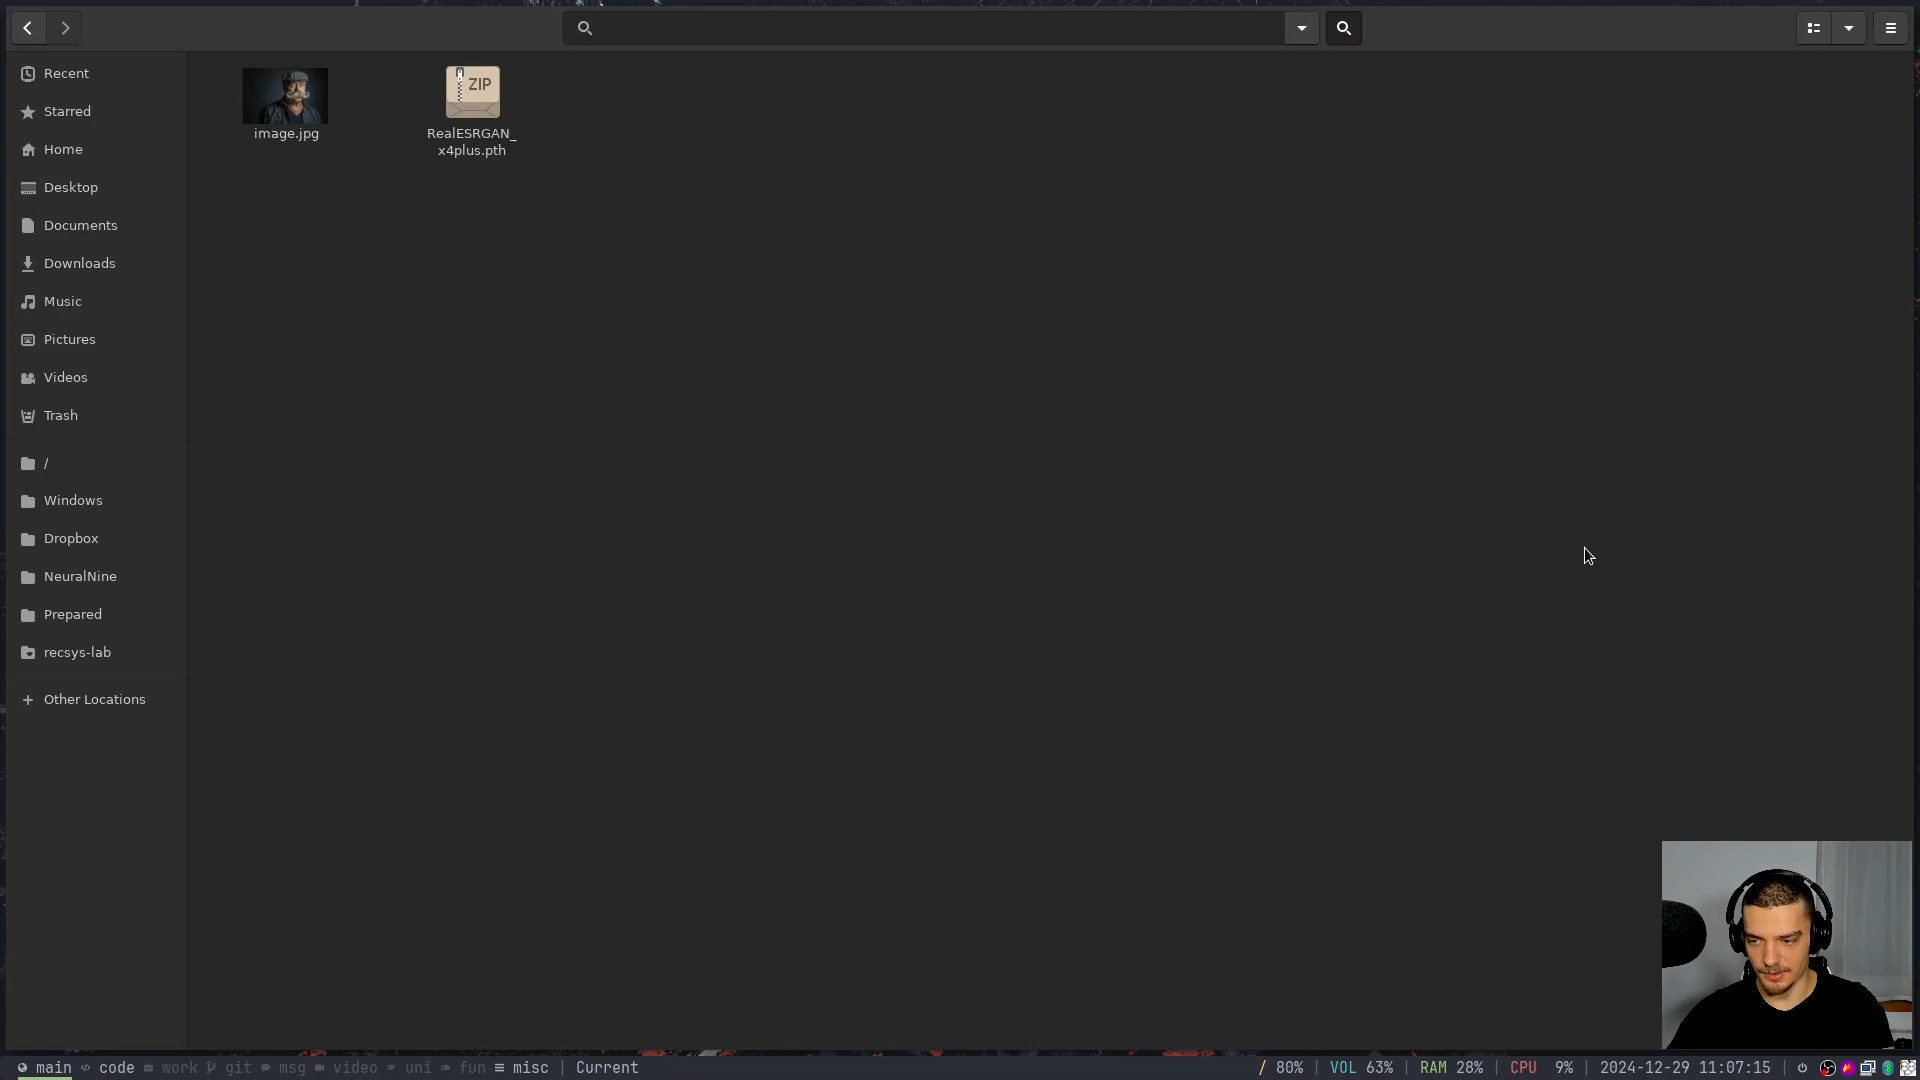 Recent
Starred
Home
Desktop
Documents
Downloads
Music
Pictures
Videos
Trash
/
Windows
Dropbox
NeuralNine
Prepared
recsys-lab
Other Locations
image.jpg
ZIP
RealESRGAN_
x4plus.pth
main code work git msg video uni fun misc | Current
/ 80% | VOL 63% | RAM 28% | CPU 9% | 2024-12-29 11:07:15 |